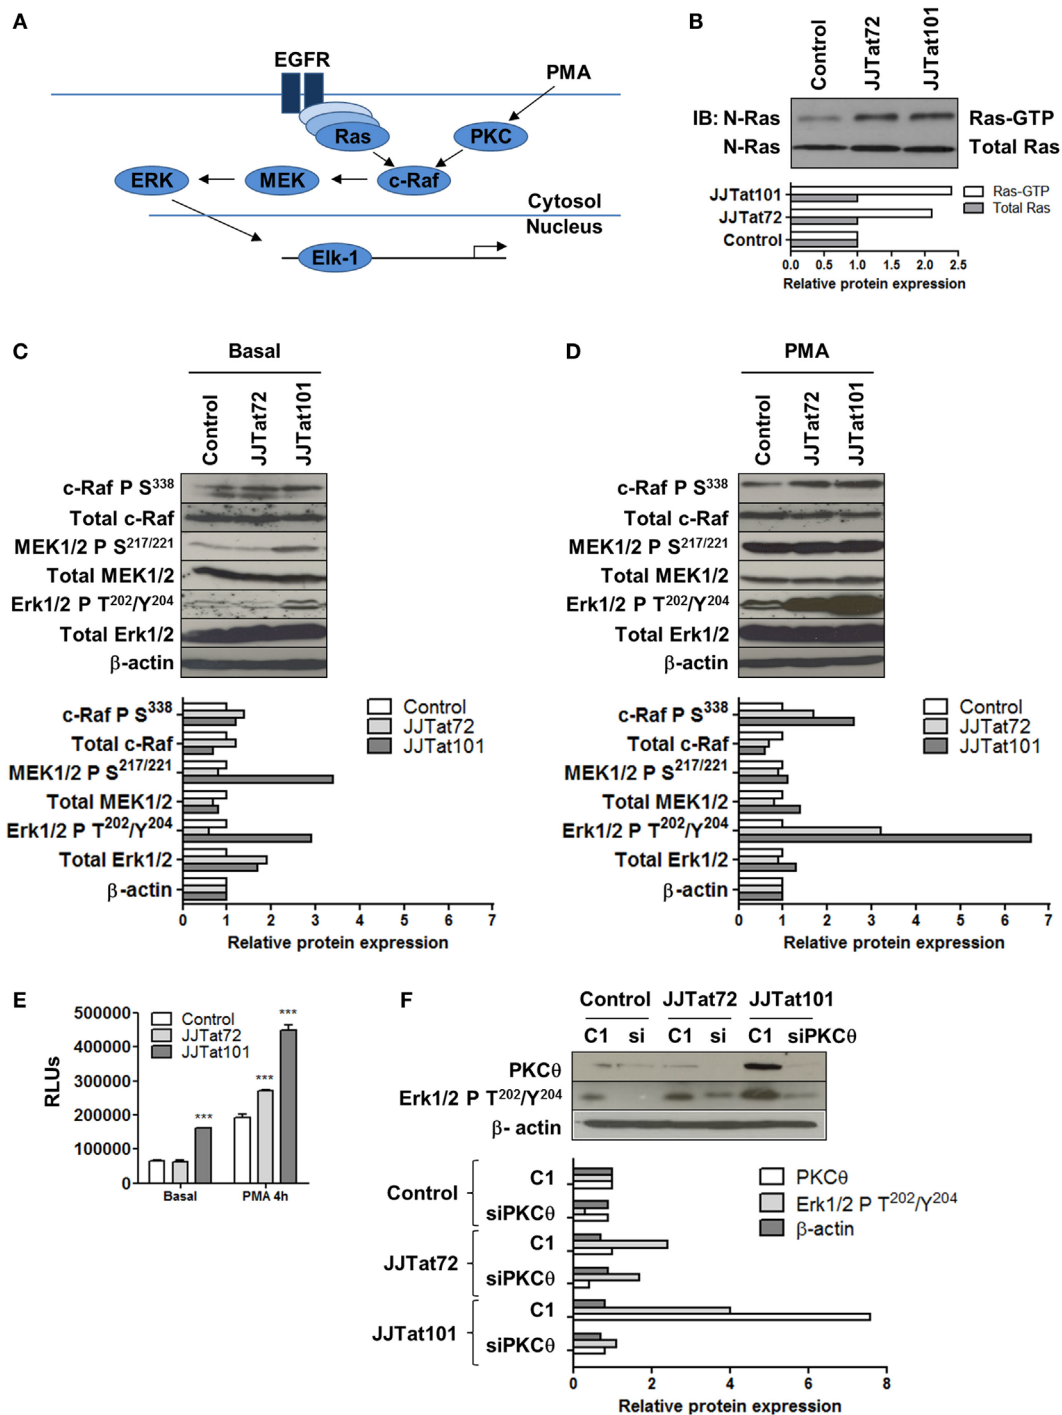 A
EGFR
PMA
Ras
PKC
ERK
MEK
c-Raf
Cytosol
Nucleus
Elk-1
B
Control
JJTat72
JJTat101
IB: N-Ras
Ras-GTP
N-Ras
Total Ras
JJTat101
JJTat72
Control
Ras-GTP
Total Ras
0.0 0.5 1.0 1.5 2.0 2.5
Relative protein expression
C
Basal
Control
JJTat72
JJTat101
c-Raf P S338
Total c-Raf
MEK1/2 P S217/221
Total MEK1/2
Erk1/2 P T202/Y204
Total Erk1/2
β-actin
Control
JJTat72
JJTat101
c-Raf P S338
Total c-Raf
MEK1/2 P S217/221
Total MEK1/2
Erk1/2 P T202/Y204
Total Erk1/2
β-actin
0 1 2 3 4 5 6 7
Relative protein expression
D
PMA
Control
JJTat72
JJTat101
c-Raf P S338
Total c-Raf
MEK1/2 P S217/221
Total MEK1/2
Erk1/2 P T202/Y204
Total Erk1/2
β-actin
Control
JJTat72
JJTat101
c-Raf P S338
Total c-Raf
MEK1/2 P S217/221
Total MEK1/2
Erk1/2 P T202/Y204
Total Erk1/2
β-actin
0 1 2 3 4 5 6 7
Relative protein expression
E
RLUs
500000
400000
300000
200000
100000
0
Control
JJTat72
JJTat101
***
***
***
Basal
PMA 4h
F
Control JJTat72 JJTat101
C1 si C1 si C1 siPKCθ
PKCθ
Erk1/2 P T202/Y204
β- actin
PKCθ
Erk1/2 P T202/Y204
β-actin
Control
C1
siPKCθ
JJTat72
C1
siPKCθ
JJTat101
C1
siPKCθ
0 2 4 6 8
Relative protein expression